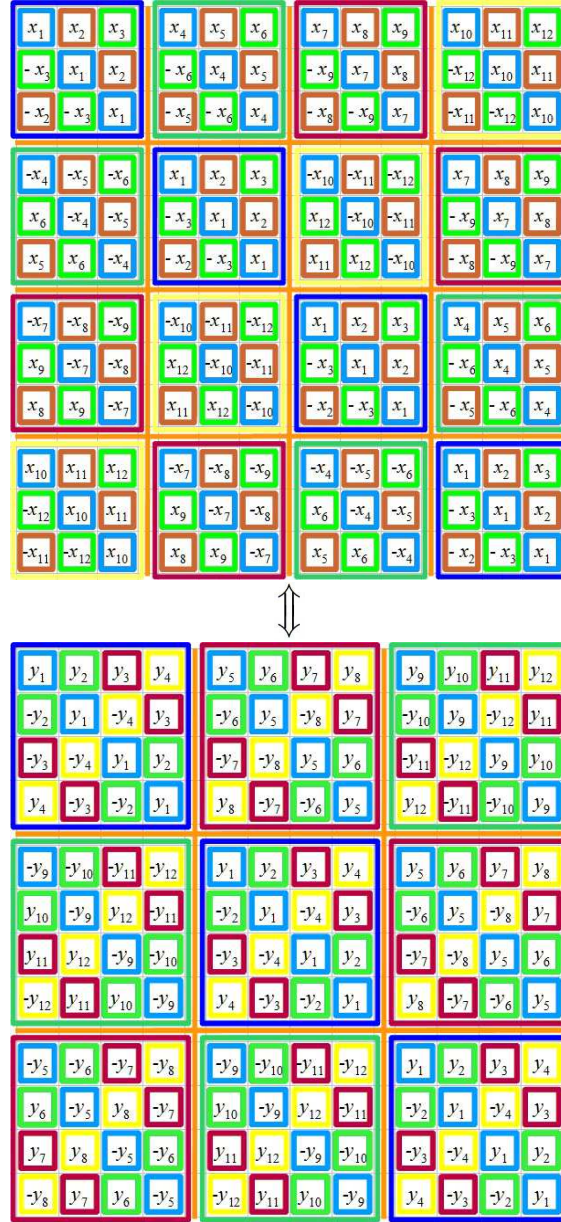 x₁ x₂ x₃ x₄ x₅ x₆ x₇ x₈ x₉ x₁₀ x₁₁ x₁₂
- x₃ x₁ x₂ - x₆ x₄ x₅ - x₉ x₇ x₈ -x₁₂ x₁₀ x₁₁
- x₂ - x₃ x₁ - x₅ - x₆ x₄ - x₈ - x₉ x₇ -x₁₁ -x₁₂ x₁₀
-x₄ -x₅ -x₆ x₁ x₂ x₃ -x₁₀ -x₁₁ -x₁₂ x₇ x₈ x₉
x₆ -x₄ -x₅ - x₃ x₁ x₂ x₁₂ -x₁₀ -x₁₁ - x₉ x₇ x₈
x₅ x₆ -x₄ - x₂ - x₃ x₁ x₁₁ x₁₂ -x₁₀ - x₈ - x₉ x₇
-x₇ -x₈ -x₉ -x₁₀ -x₁₁ -x₁₂ x₁ x₂ x₃ x₄ x₅ x₆
x₉ -x₇ -x₈ x₁₂ -x₁₀ -x₁₁ - x₃ x₁ x₂ - x₆ x₄ x₅
x₈ x₉ -x₇ x₁₁ x₁₂ -x₁₀ - x₂ - x₃ x₁ - x₅ - x₆ x₄
x₁₀ x₁₁ x₁₂ -x₇ -x₈ -x₉ -x₄ -x₅ -x₆ x₁ x₂ x₃
-x₁₂ x₁₀ x₁₁ x₉ -x₇ -x₈ x₆ -x₄ -x₅ - x₃ x₁ x₂
-x₁₁ -x₁₂ x₁₀ x₈ x₉ -x₇ x₅ x₆ -x₄ - x₂ - x₃ x₁
⇕
y₁ y₂ y₃ y₄ y₅ y₆ y₇ y₈ y₉ y₁₀ y₁₁ y₁₂
-y₂ y₁ -y₄ y₃ -y₆ y₅ -y₈ y₇ -y₁₀ y₉ -y₁₂ y₁₁
-y₃ -y₄ y₁ y₂ -y₇ -y₈ y₅ y₆ -y₁₁ -y₁₂ y₉ y₁₀
y₄ -y₃ -y₂ y₁ y₈ -y₇ -y₆ y₅ y₁₂ -y₁₁ -y₁₀ y₉
-y₉ -y₁₀ -y₁₁ -y₁₂ y₁ y₂ y₃ y₄ y₅ y₆ y₇ y₈
y₁₀ -y₉ y₁₂ -y₁₁ -y₂ y₁ -y₄ y₃ -y₆ y₅ -y₈ y₇
y₁₁ y₁₂ -y₉ -y₁₀ -y₃ -y₄ y₁ y₂ -y₇ -y₈ y₅ y₆
-y₁₂ y₁₁ y₁₀ -y₉ y₄ -y₃ -y₂ y₁ y₈ -y₇ -y₆ y₅
-y₅ -y₆ -y₇ -y₈ -y₉ -y₁₀ -y₁₁ -y₁₂ y₁ y₂ y₃ y₄
y₆ -y₅ y₈ -y₇ y₁₀ -y₉ y₁₂ -y₁₁ -y₂ y₁ -y₄ y₃
y₇ y₈ -y₅ -y₆ y₁₁ y₁₂ -y₉ -y₁₀ -y₃ -y₄ y₁ y₂
-y₈ y₇ y₆ -y₅ -y₁₂ y₁₁ y₁₀ -y₉ y₄ -y₃ -y₂ y₁